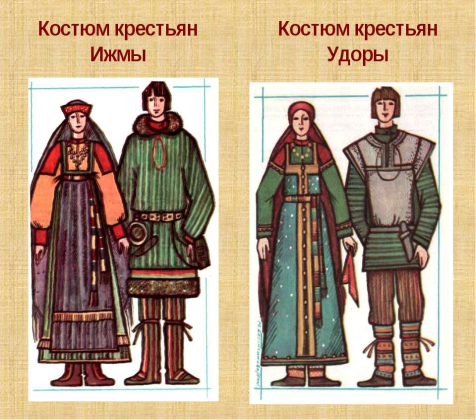 Костюм крестьян
Ижмы
Костюм крестьян
Удоры